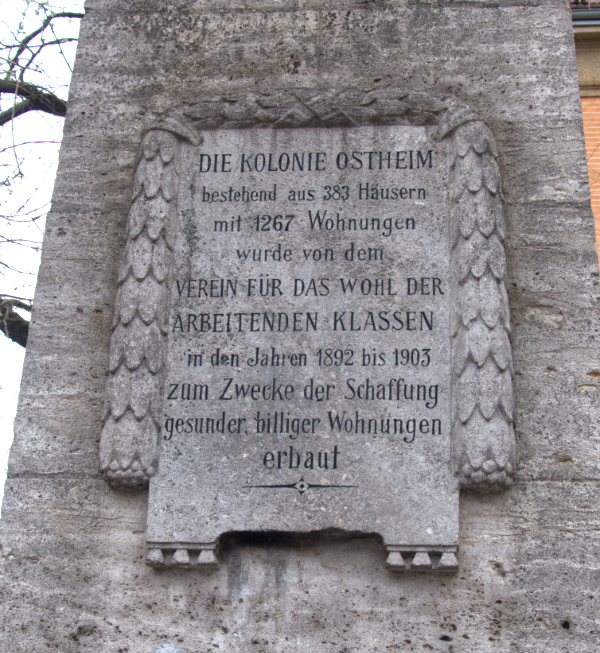 DIE KOLONIE OSTHEIM
bestehend aus 383 Häusern
mit 1267 Wohnungen
wurde von dem
VEREIN FÜR DAS WOHL DER
ARBEITENDEN KLASSEN
in den Jahren 1892 bis 1903
zum Zwecke der Schaffung
gesunder, billiger Wohnungen
erbaut